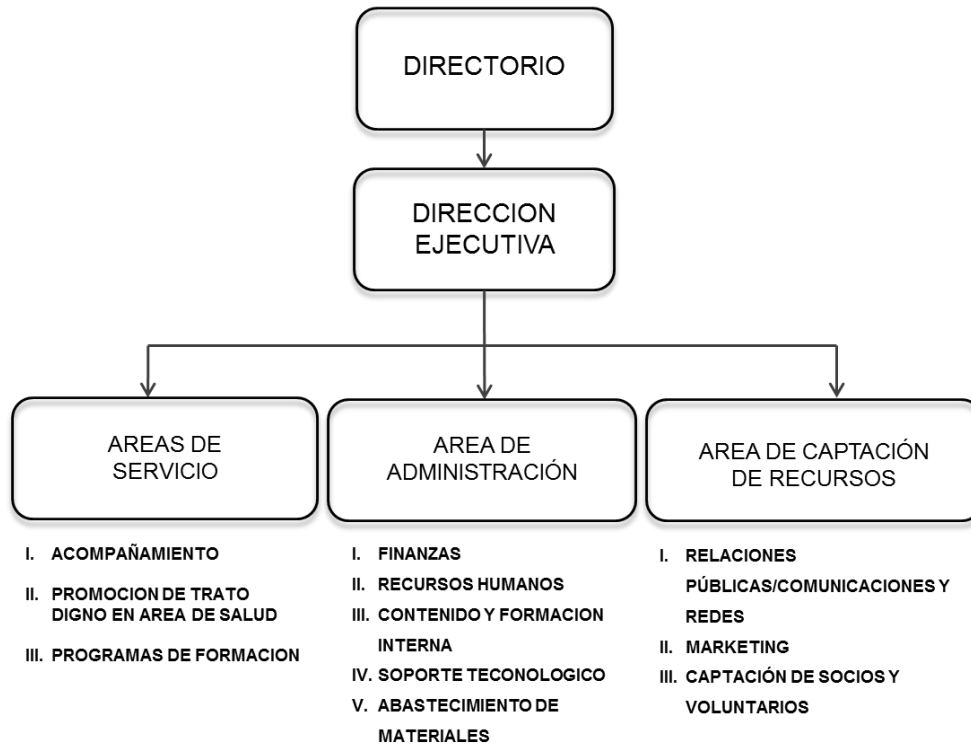 DIRECTORIO
DIRECCION
EJECUTIVA
AREAS DE
SERVICIO
I. ACOMPAÑAMIENTO
II. PROMOCION DE TRATO
DIGNO EN AREA DE SALUD
III. PROGRAMAS DE FORMACION
AREA DE
ADMINISTRACIÓN
I. FINANZAS
II. RECURSOS HUMANOS
III. CONTENIDO Y FORMACION
INTERNA
IV. SOPORTE TECONOLOGICO
V. ABASTECIMIENTO DE
MATERIALES
AREA DE CAPTACIÓN
DE RECURSOS
I. RELACIONES
PÚBLICAS/COMUNICACIONES Y
REDES
II. MARKETING
III. CAPTACIÓN DE SOCIOS Y
VOLUNTARIOS